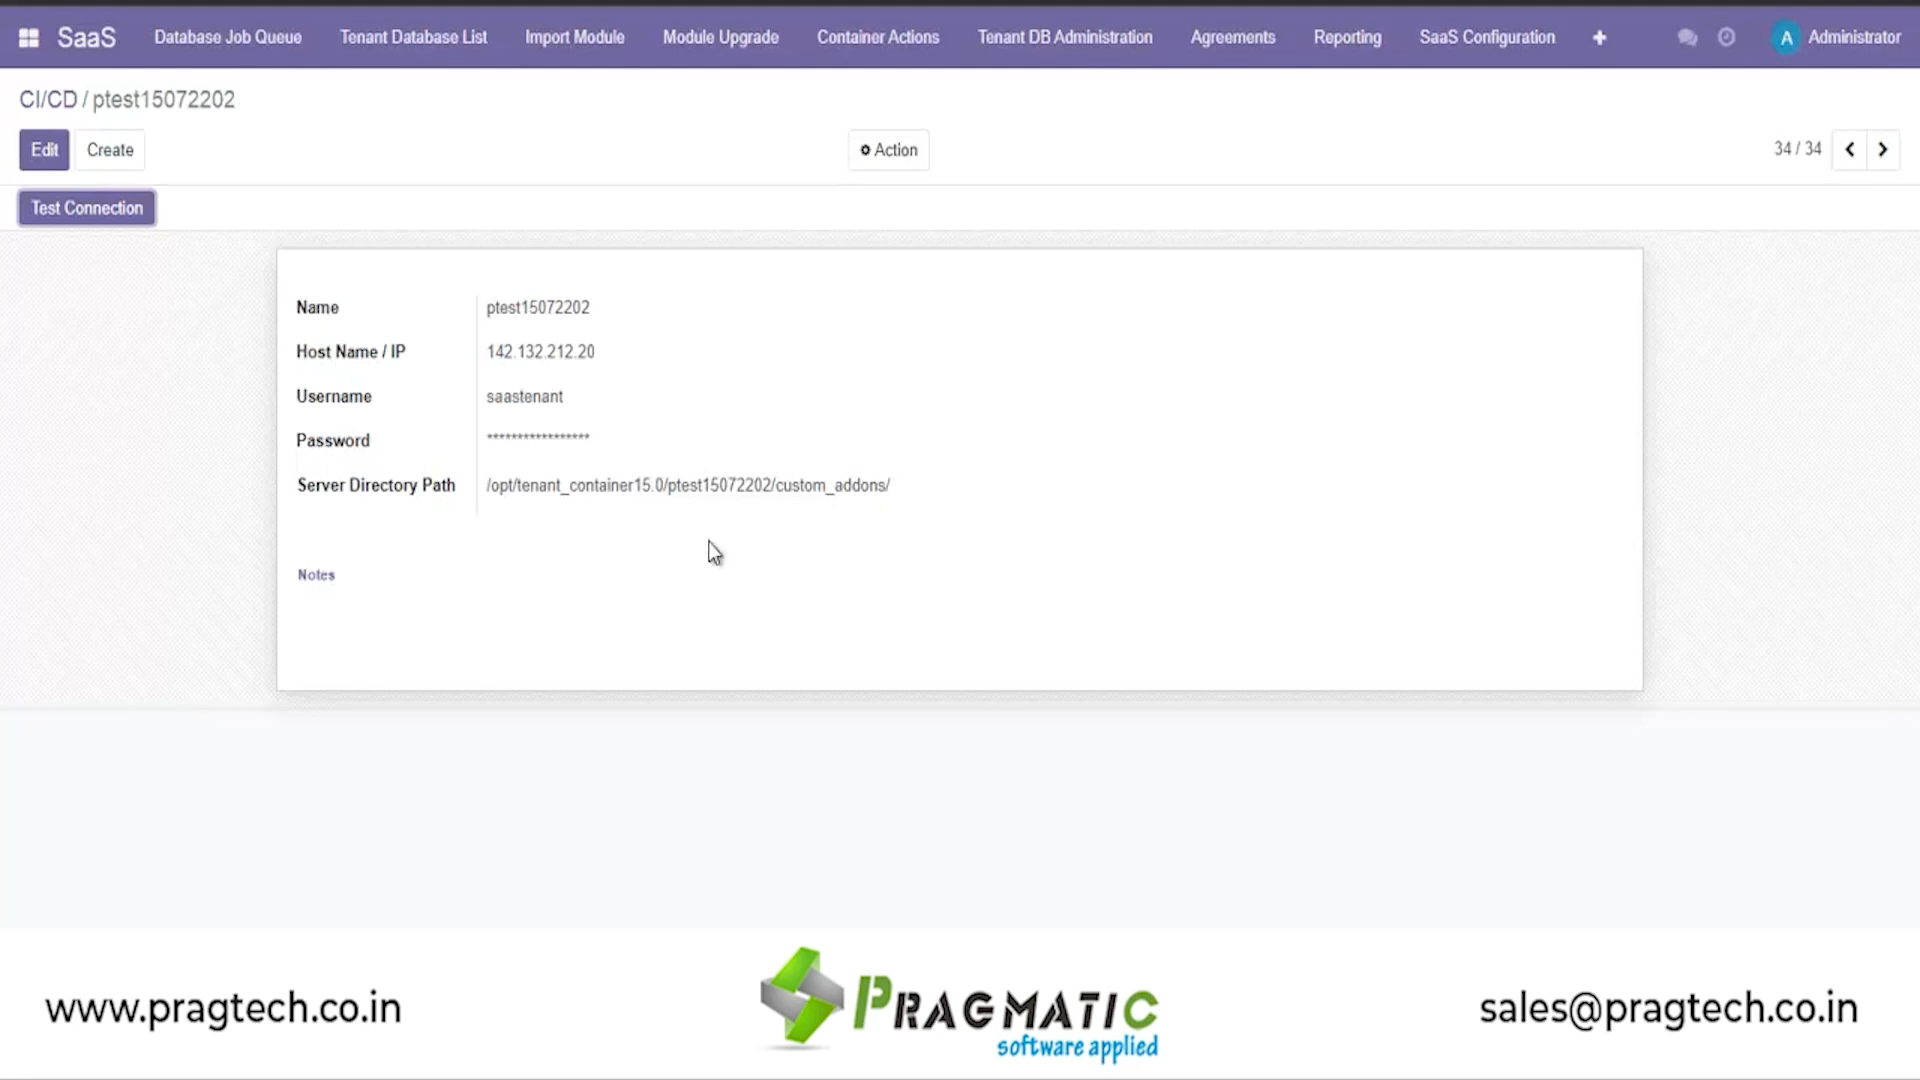 SaaS Database Job Queue Tenant Database List Import Module Module Upgrade Container Actions Tenant DB Administration Agreements Reporting SaaS Configuration + A Administrator
CI/CD / ptest15072202
Edit Create Action 34 / 34
Test Connection
Name ptest15072202
Host Name / IP 142.132.212.20
Username saastenant
Password *****************
Server Directory Path /opt/tenant_container15.0/ptest15072202/custom_addons/
Notes
www.pragtech.co.in
PRAGMATIC
software applied
sales@pragtech.co.in